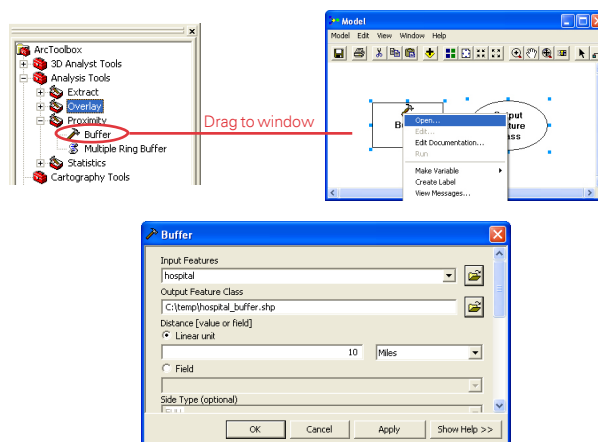 ArcToolbox
3D Analyst Tools
Analysis Tools
Extract
Overlay
Proximity
Buffer
Multiple Ring Buffer
Statistics
Cartography Tools
Drag to window
Model
Model Edit View Window Help
Open...
Edit...
Edit Documentation...
Run
Make Variable
Create Label
View Messages...
Buffer
Input Features
hospital
Output Feature Class
C:\temp\hospital_buffer.shp
Distance [value or field]
Linear unit
10 Miles
Field
Side Type (optional)
FULL
OK Cancel Apply Show Help >>